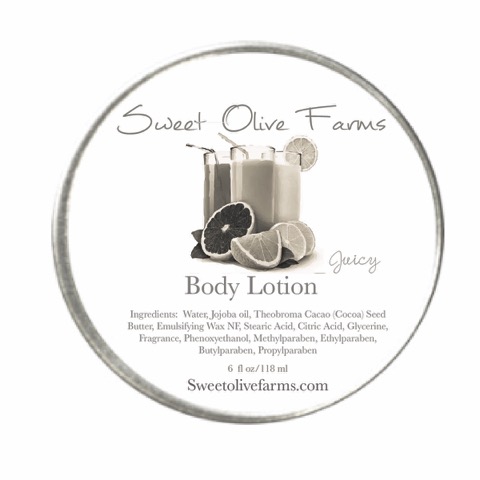 Sweet Olive Farms
_ Juicy
Body Lotion
Ingredients: Water, Jojoba oil, Theobroma Cacao (Cocoa) Seed
Butter, Emulsifying Wax NF, Stearic Acid, Citric Acid, Glycerine,
Fragrance, Phenoxyethanol, Methylparaben, Ethylparaben,
Butylparaben, Propylparaben
6 fl oz/118 ml
Sweetolivefarms.com